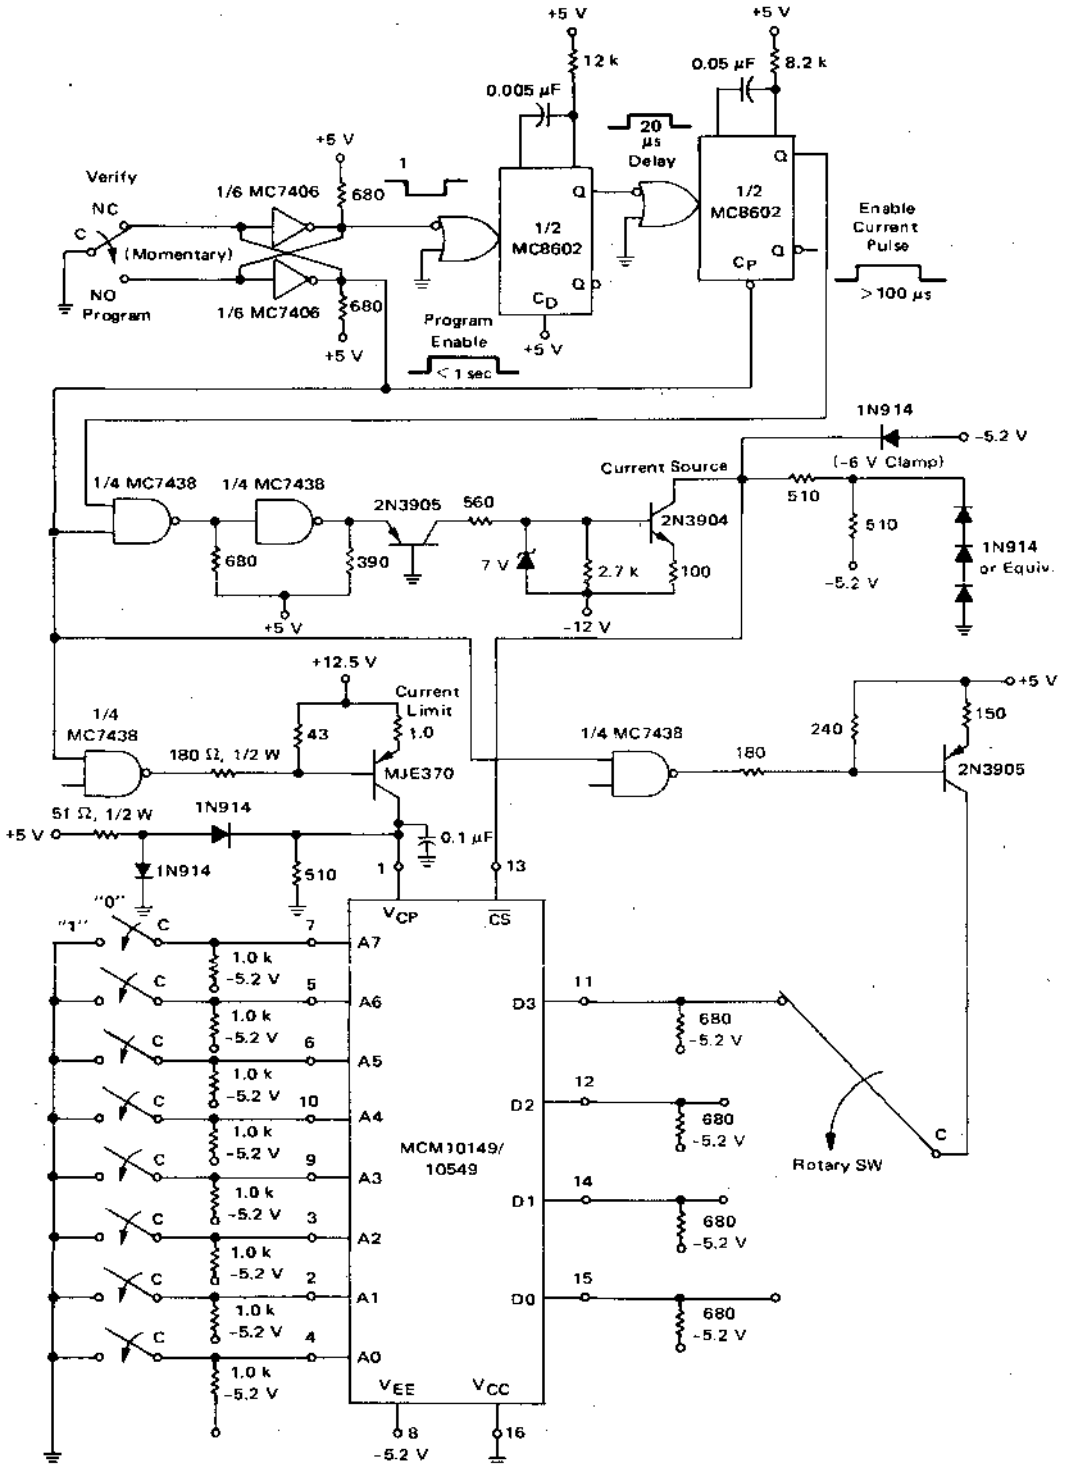 +5 V
+5 V
12 k
0.005 µF
0.05 µF
8.2 k
20
µs
Delay
+5 V
1
Verify
1/6 MC7406
680
NC
C
(Momentary)
NO
Program
1/6 MC7406
680
+5 V
Q
1/2
MC8602
Q
CD
+5 V
Q
1/2
MC8602
Q
CP
Enable
Current
Pulse
> 100 µs
Program
Enable
< 1 sec
1N914
-5.2 V
(-6 V Clamp)
Current Source
1/4 MC7438
1/4 MC7438
2N3905
560
2N3904
510
510
-5.2 V
1N914
or Equiv.
680
390
+5 V
7 V
2.7 k
100
-12 V
+12.5 V
Current
Limit
1.0
43
1/4
MC7438
180 Ω, 1/2 W
MJE370
1/4 MC7438
180
240
+5 V
150
2N3905
51 Ω, 1/2 W
1N914
+5 V
1N914
510
0.1 µF
1
13
VCP
CS
"0"
"1"
C
7
A7
1.0 k
-5.2 V
C
5
A6
1.0 k
-5.2 V
C
6
A5
1.0 k
-5.2 V
C
10
A4
1.0 k
-5.2 V
C
9
A3
1.0 k
-5.2 V
C
3
A2
1.0 k
-5.2 V
C
2
A1
1.0 k
-5.2 V
C
4
A0
1.0 k
-5.2 V
MCM10149/
10549
D3
11
680
-5.2 V
D2
12
680
-5.2 V
D1
14
680
-5.2 V
D0
15
680
-5.2 V
C
Rotary SW
VEE
VCC
8
-5.2 V
16